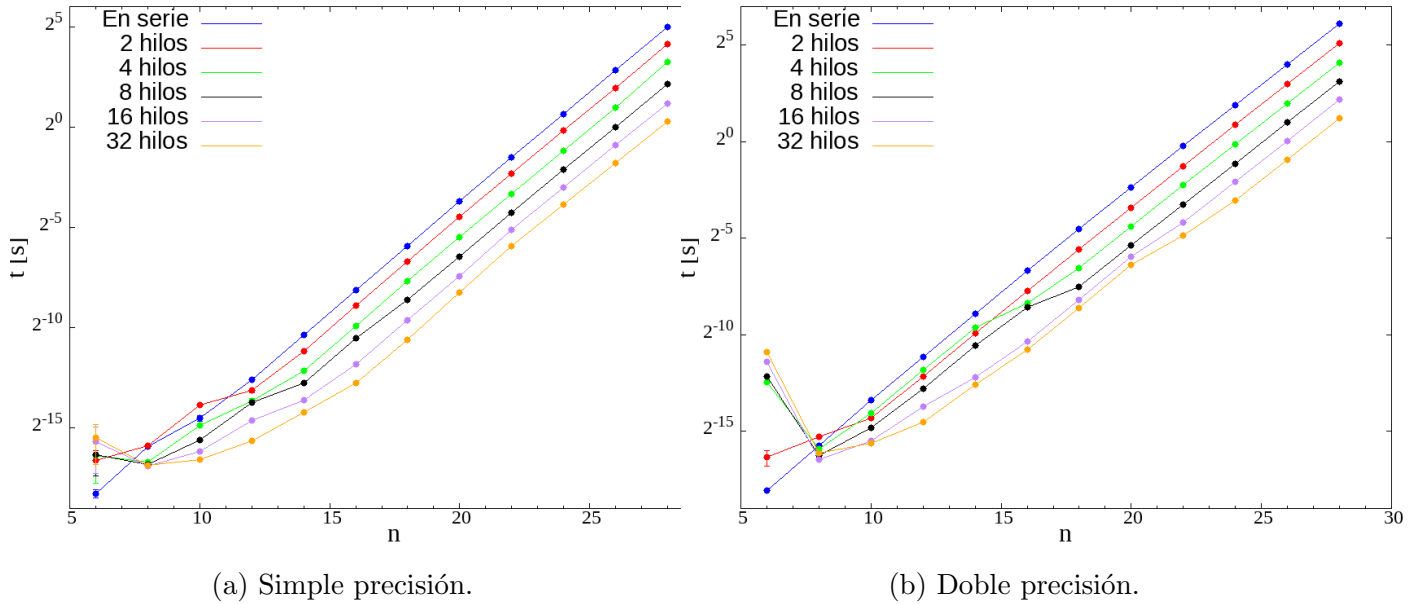 En serie
2 hilos
4 hilos
8 hilos
16 hilos
32 hilos
2^5
2^0
2^-5
2^-10
2^-15
t [s]
5 10 15 20 25
n
(a) Simple precisión.
En serie
2 hilos
4 hilos
8 hilos
16 hilos
32 hilos
2^5
2^0
2^-5
2^-10
2^-15
t [s]
5 10 15 20 25 30
n
(b) Doble precisión.